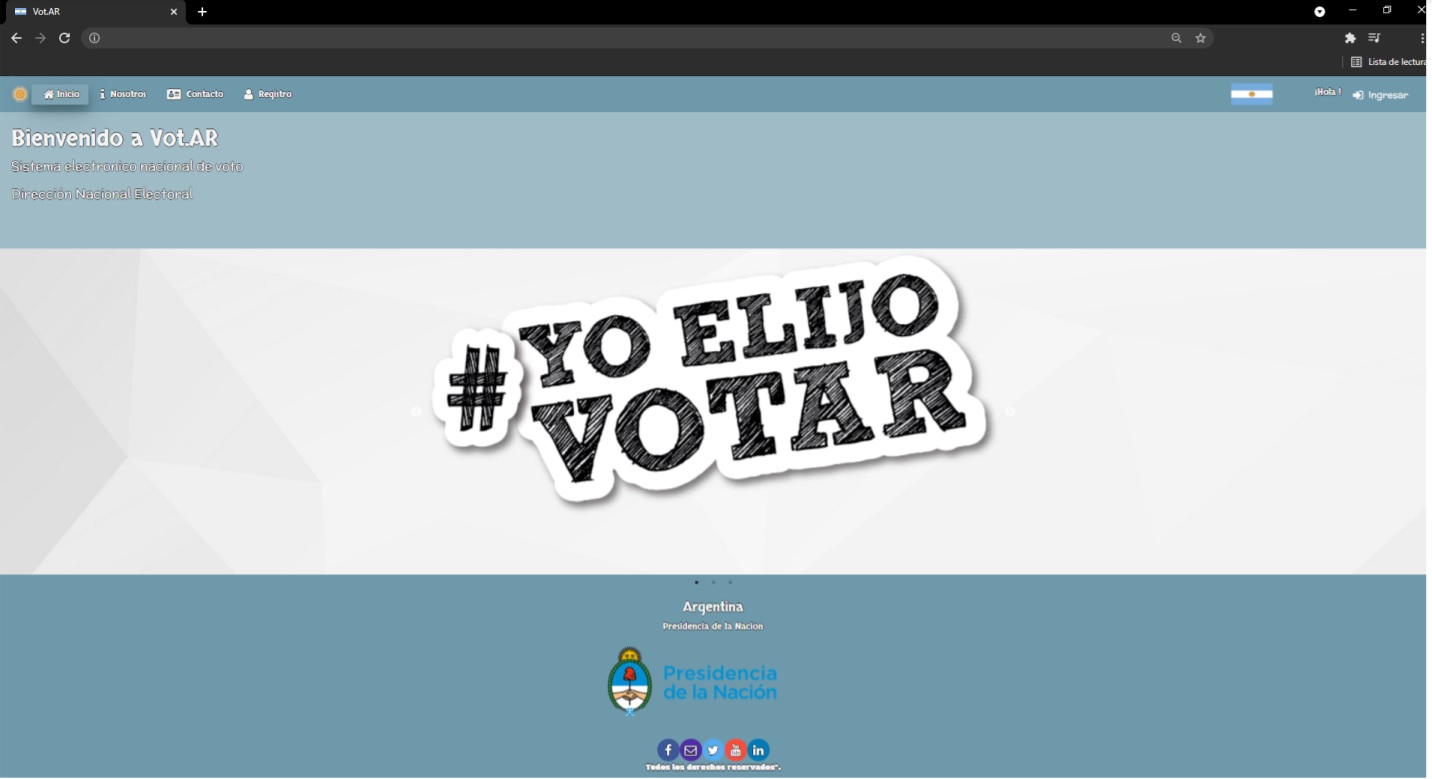 Vot.AR
Lista de lectura
Inicio
Nosotros
Contacto
Registro
¡Hola !
Ingresar
Bienvenido a Vot.AR
Sistema electronico nacional de voto
Dirección Nacional Electoral
# YO ELIJO
VOTAR
Argentina
Presidencia de la Nacion
Presidencia
de la Nación
Todos los derechos reservados".